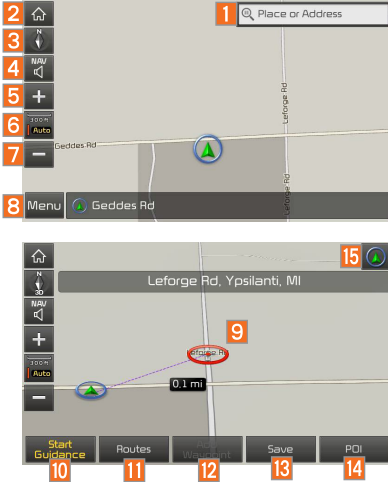 2
1
Place or Address
3
N
4
NAV
5
+
Leforge Rd
6
300 ft
Auto
Geddes Rd
7
Leforge Rd
8
Menu
Geddes Rd
15
N
3D
Leforge Rd, Ypsilanti, MI
NAV
9
+
300 ft
Leforge Rd
Auto
0.1 mi
Start Guidance
Routes
Waypoint
Save
POI
10
11
12
13
14